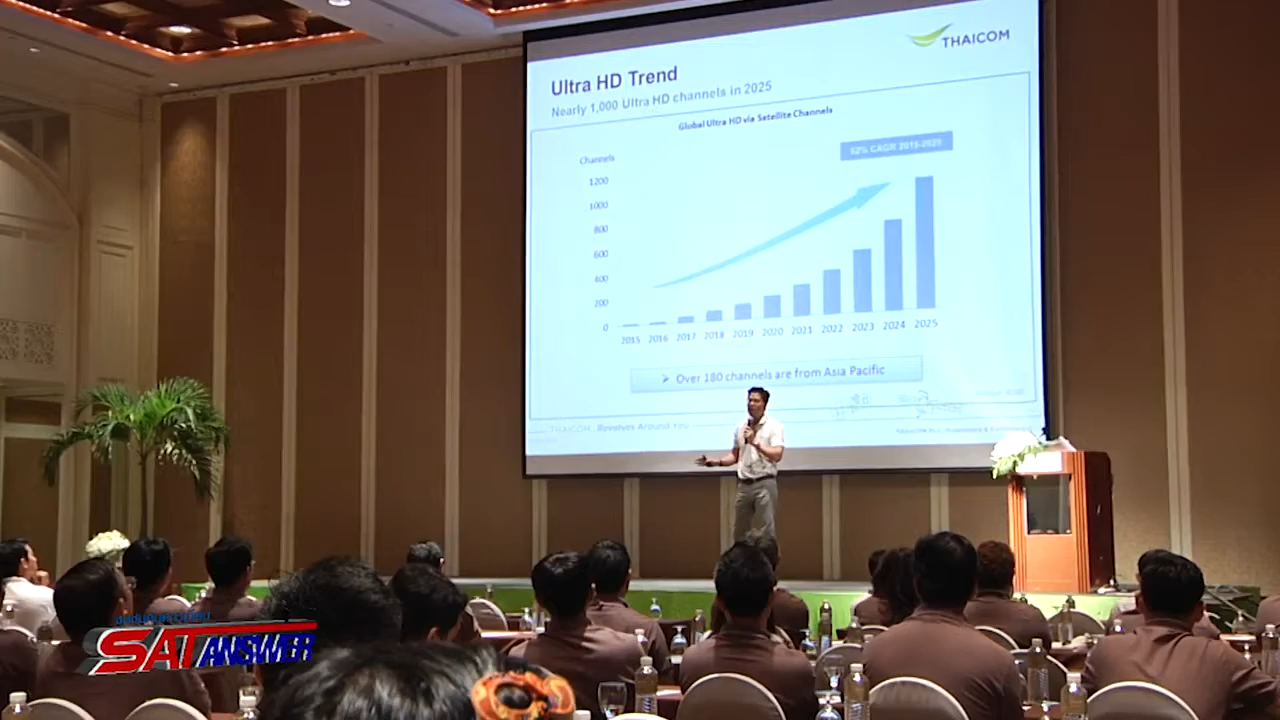 THAICOM
Ultra HD Trend
Nearly 1,000 Ultra HD channels in 2025
Global Ultra HD via Satellite Channels
Channels
52% CAGR 2015-2025
1200
1000
800
600
400
200
0
2015 2016 2017 2018 2019 2020 2021 2022 2023 2024 2025
➢ Over 180 channels are from Asia Pacific
THAICOM... Revolves Around You
SAT ANSWER